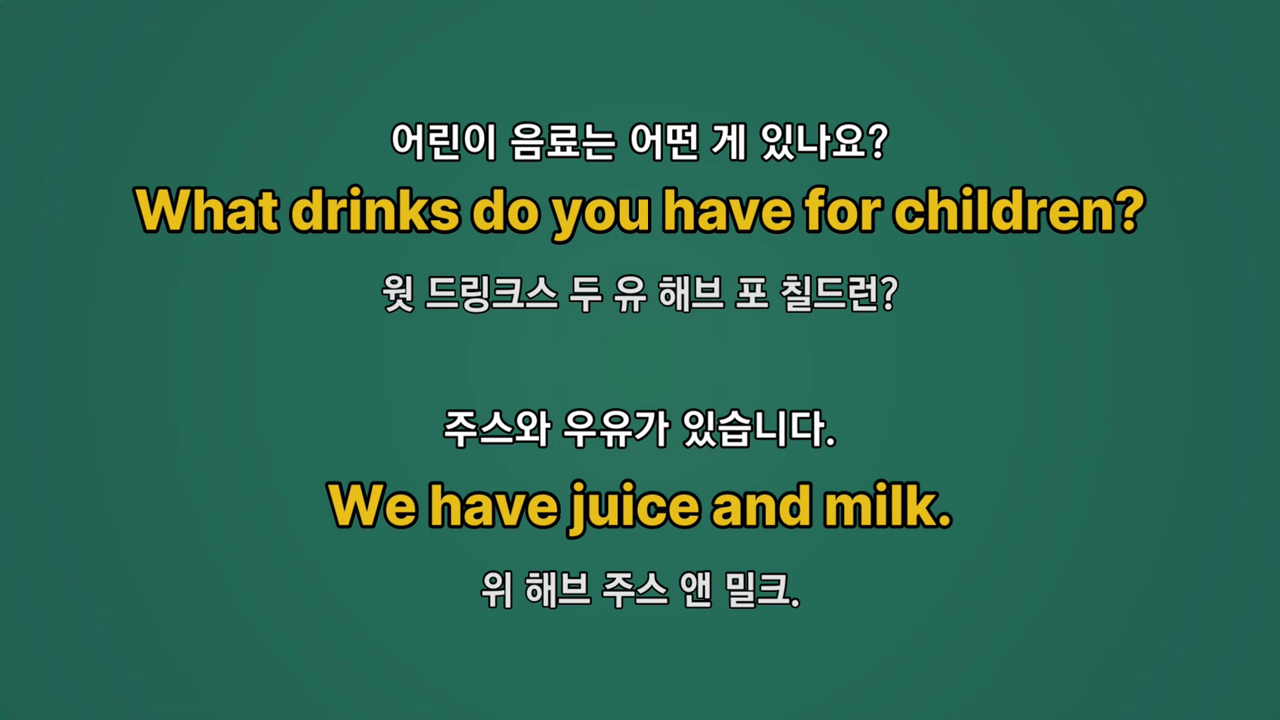 어린이 음료는 어떤 게 있나요?
What drinks do you have for children?
왓 드링크스 두 유 해브 포 칠드런?
주스와 우유가 있습니다.
We have juice and milk.
위 해브 주스 앤 밀크.